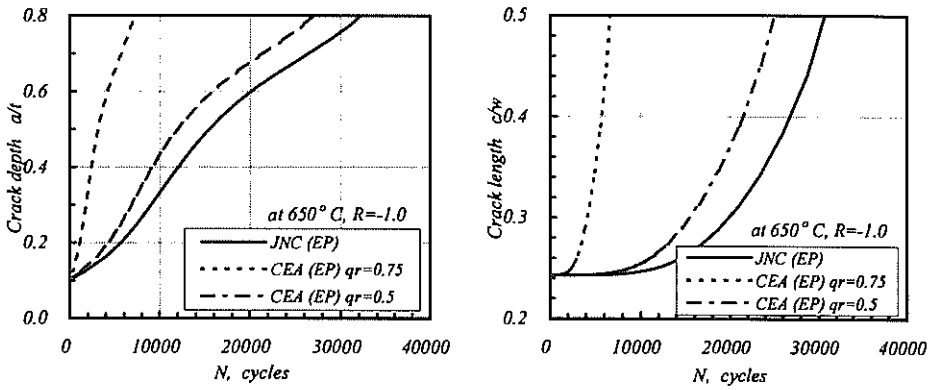 0.8
0.6
0.4
0.2
0.0
Crack depth a/t
at 650° C, R=-1.0
JNC (EP)
CEA (EP) qr=0.75
CEA (EP) qr=0.5
0 10000 20000 30000 40000
N, cycles
0.5
0.4
0.3
0.2
Crack length c/w
at 650° C, R=-1.0
JNC (EP)
CEA (EP) qr=0.75
CEA (EP) qr=0.5
0 10000 20000 30000 40000
N, cycles